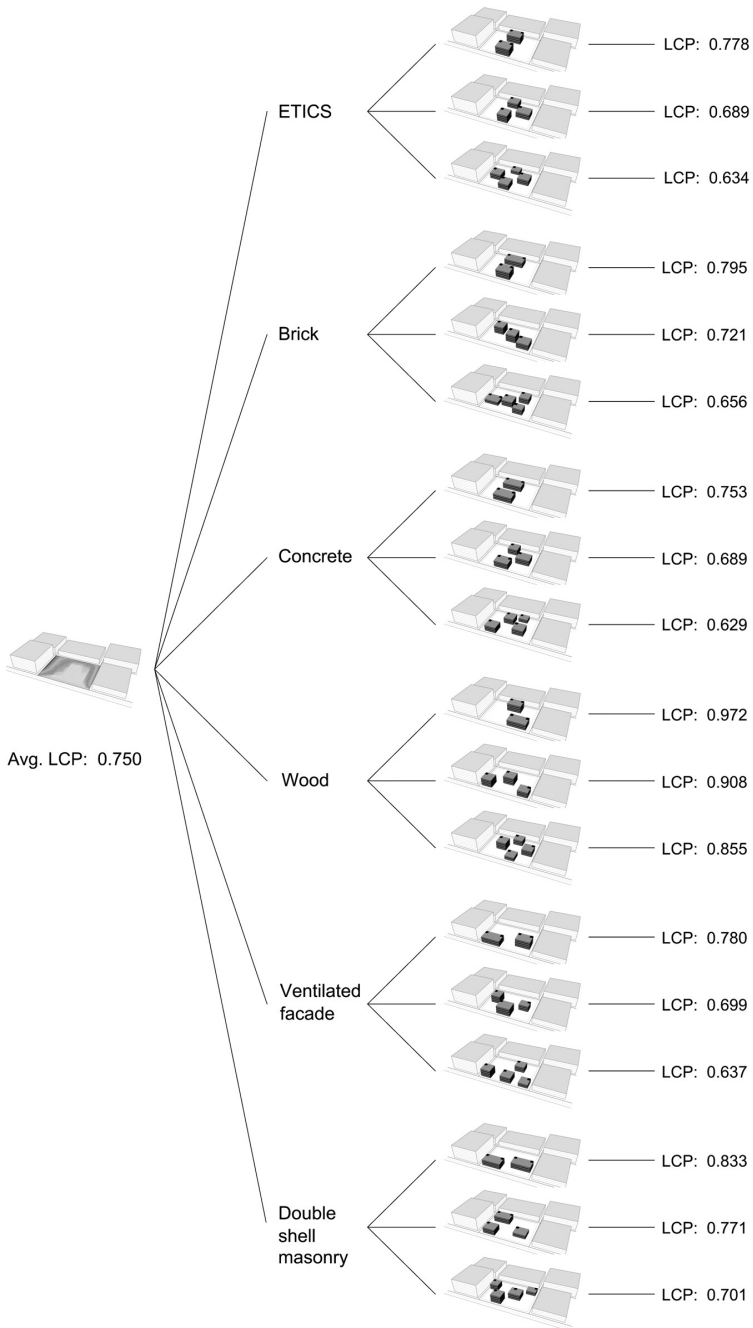 LCP: 0.778
ETICS
LCP: 0.689
LCP: 0.634
LCP: 0.795
Brick
LCP: 0.721
LCP: 0.656
LCP: 0.753
Concrete
LCP: 0.689
LCP: 0.629
LCP: 0.972
Avg. LCP: 0.750
Wood
LCP: 0.908
LCP: 0.855
LCP: 0.780
Ventilated
facade
LCP: 0.699
LCP: 0.637
LCP: 0.833
Double
shell
masonry
LCP: 0.771
LCP: 0.701